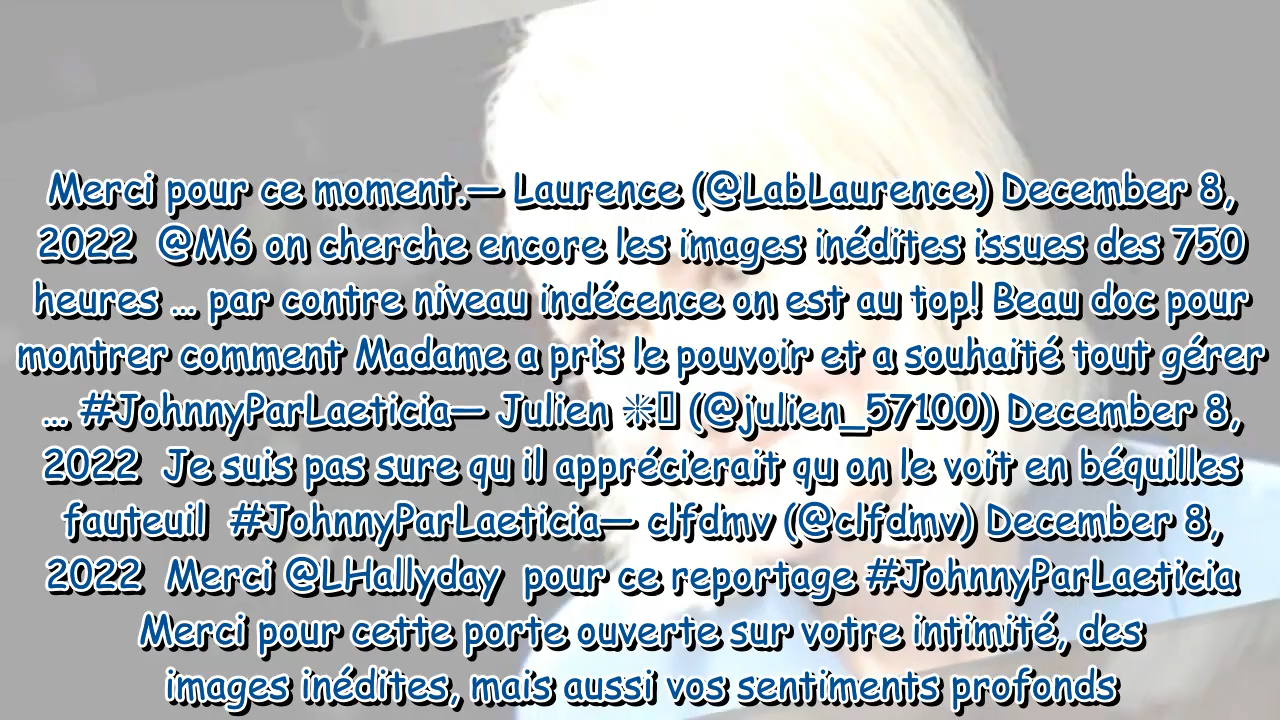 Merci pour ce moment.— Laurence (@LabLaurence) December 8,
2022  @M6 on cherche encore les images inédites issues des 750
heures ... par contre niveau indécence on est au top! Beau doc pour
montrer comment Madame a pris le pouvoir et a souhaité tout gérer
... #JohnnyParLaeticia— Julien ☀️ (@julien_57100) December 8,
2022  Je suis pas sure qu il apprécierait qu on le voit en béquilles
fauteuil  #JohnnyParLaeticia— clfdmv (@clfdmv) December 8,
2022  Merci @LHallyday  pour ce reportage #JohnnyParLaeticia
Merci pour cette porte ouverte sur votre intimité, des
images inédites, mais aussi vos sentiments profonds